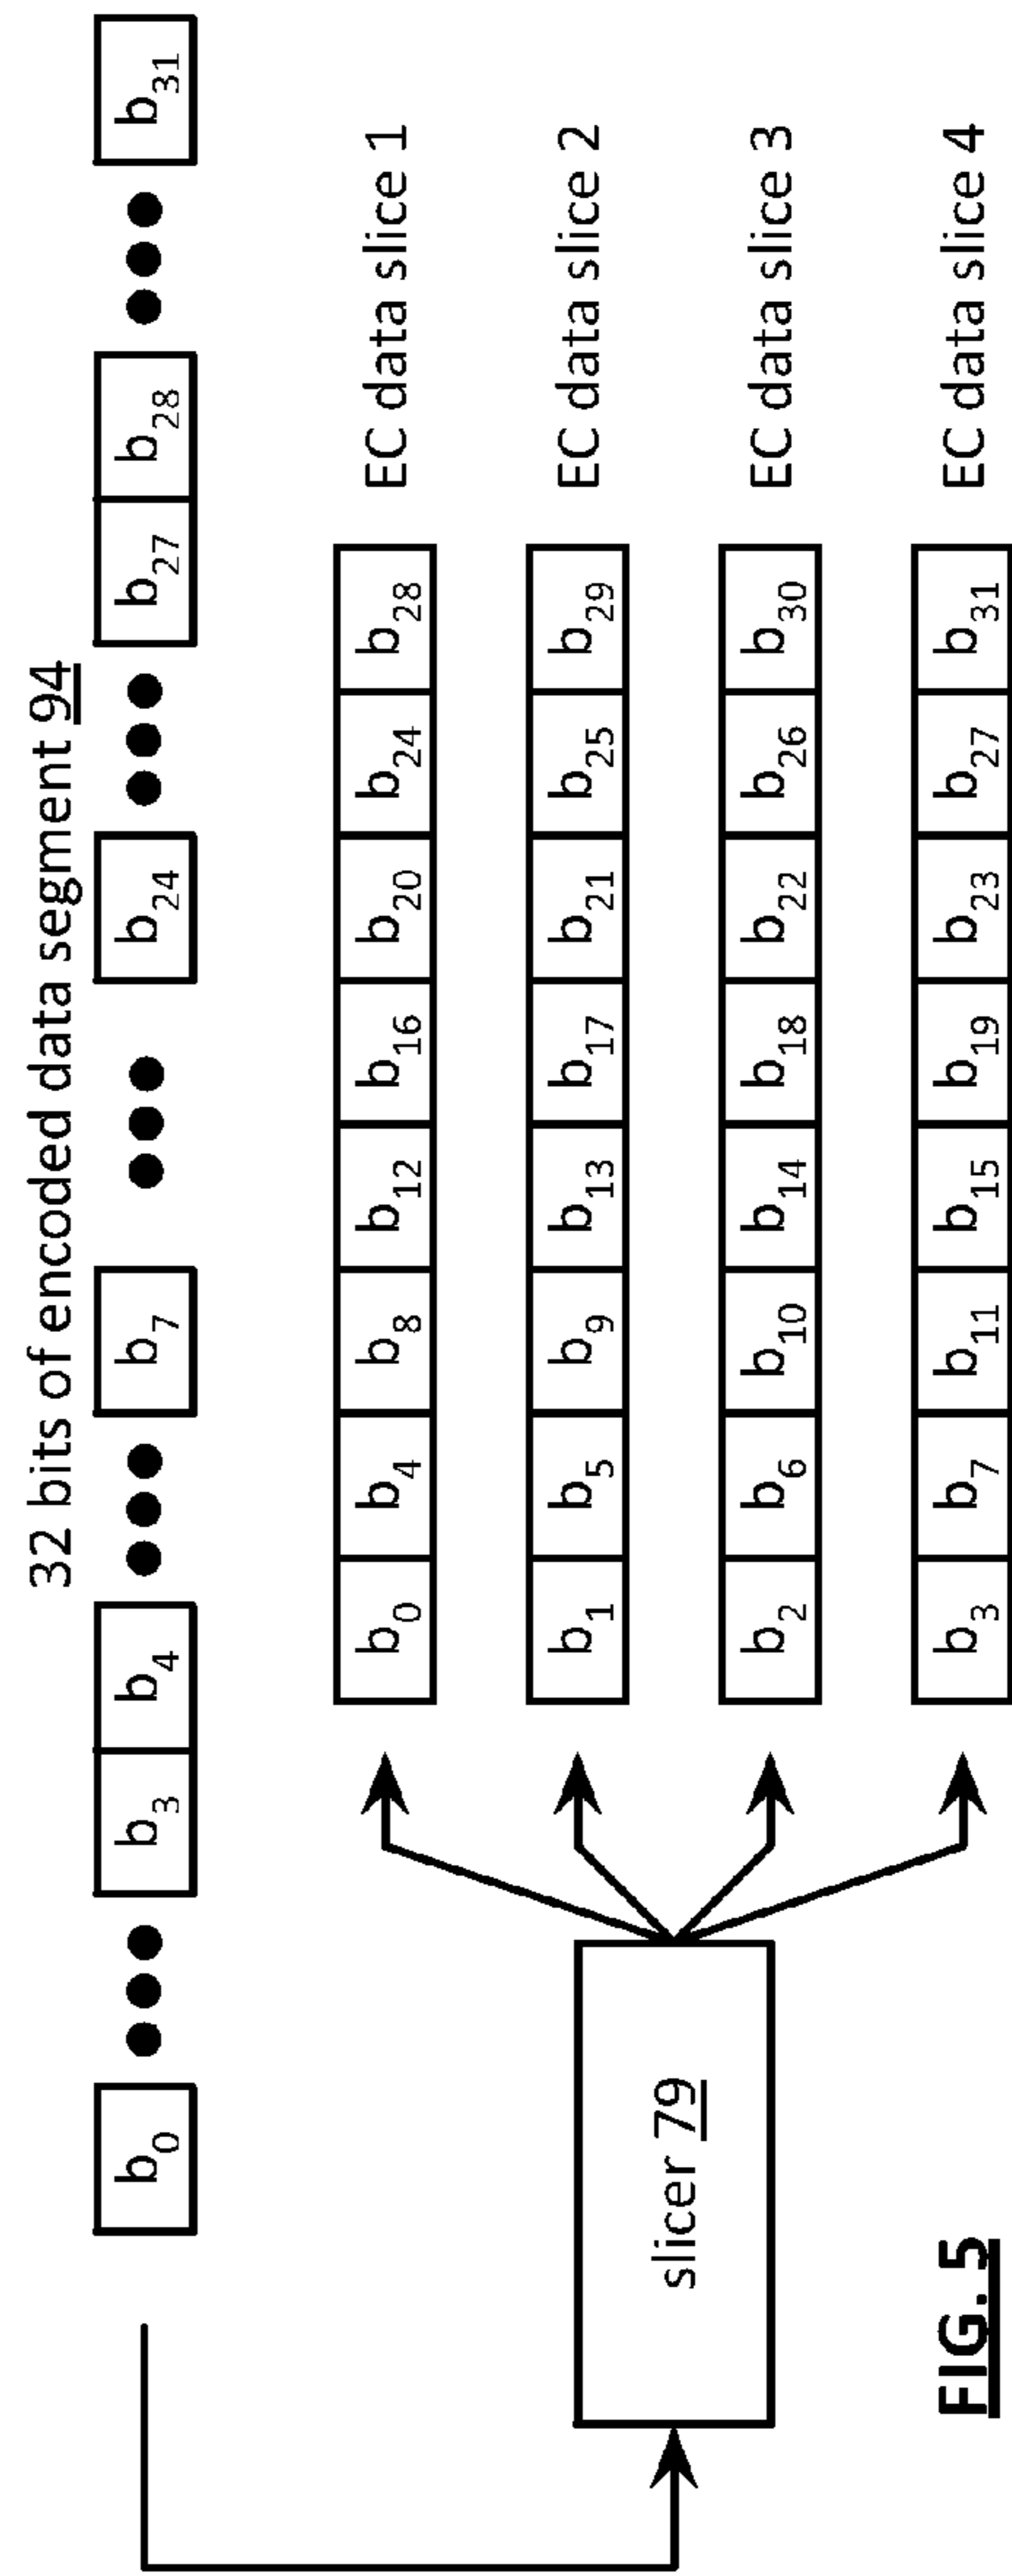 32 bits of encoded data segment 94
b0 ••• b3 b4 ••• b7 ••• b24 ••• b27 b28 ••• b31
b0 b4 b8 b12 b16 b20 b24 b28 EC data slice 1
b1 b5 b9 b13 b17 b21 b25 b29 EC data slice 2
slicer 79
b2 b6 b10 b14 b18 b22 b26 b30 EC data slice 3
b3 b7 b11 b15 b19 b23 b27 b31 EC data slice 4
FIG. 5